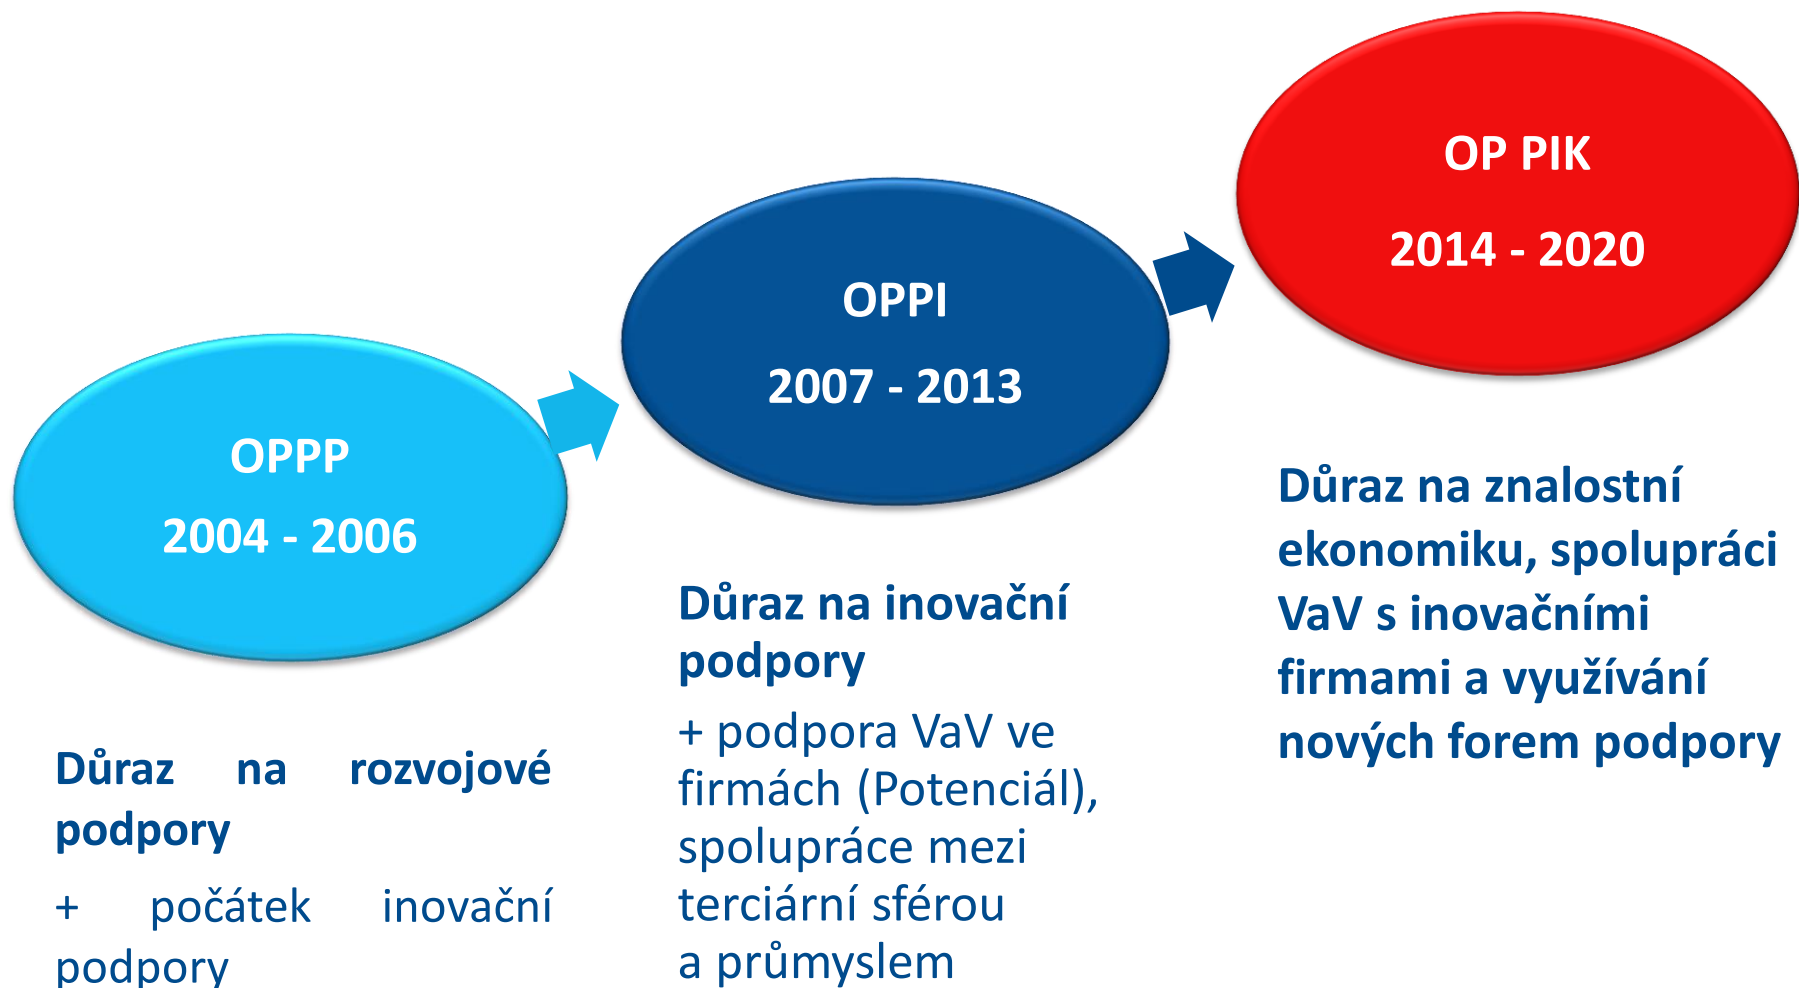 OPPP
2004 - 2006
Důraz na rozvojové
podpory
+ počátek inovační
podpory
OPPI
2007 - 2013
Důraz na inovační
podpory
+ podpora VaV ve
firmách (Potenciál),
spolupráce mezi
terciární sférou
a průmyslem
OP PIK
2014 - 2020
Důraz na znalostní
ekonomiku, spolupráci
VaV s inovačními
firmami a využívání
nových forem podpory